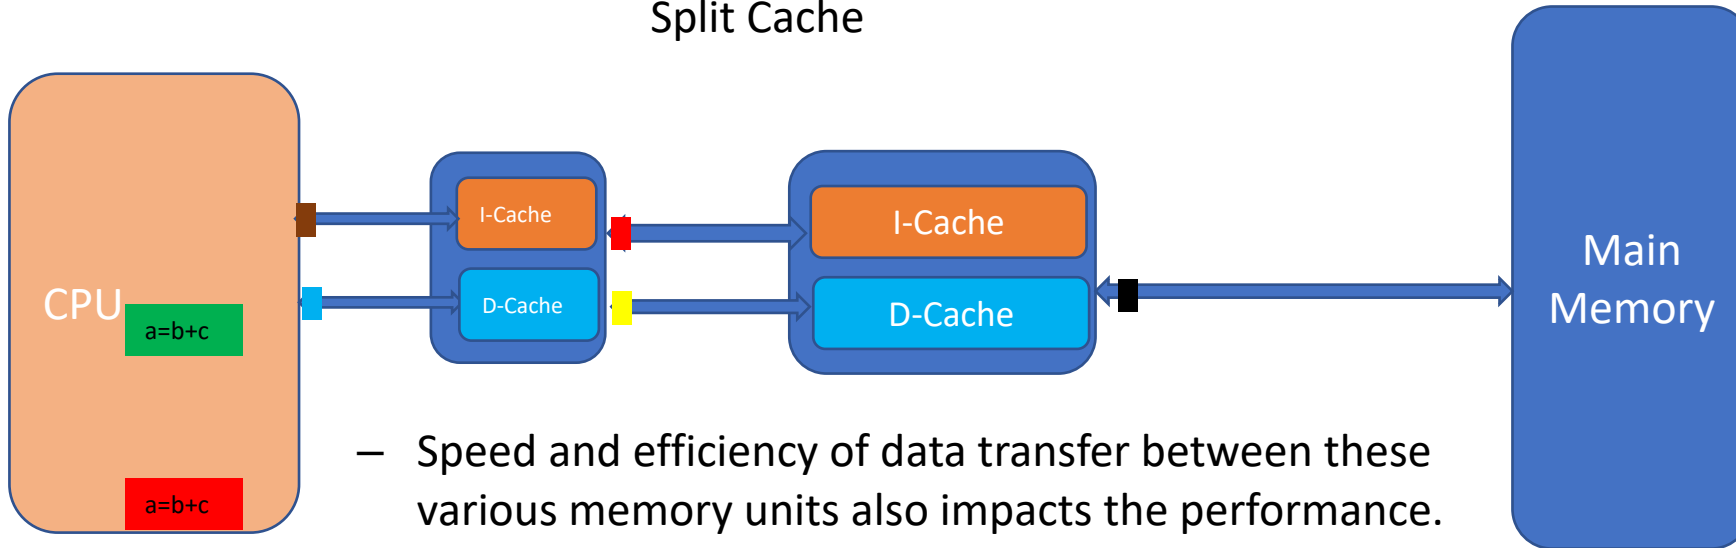 Split Cache
CPU
a=b+c
a=b+c
I-Cache
D-Cache
I-Cache
D-Cache
Main
Memory
– Speed and efficiency of data transfer between these
various memory units also impacts the performance.